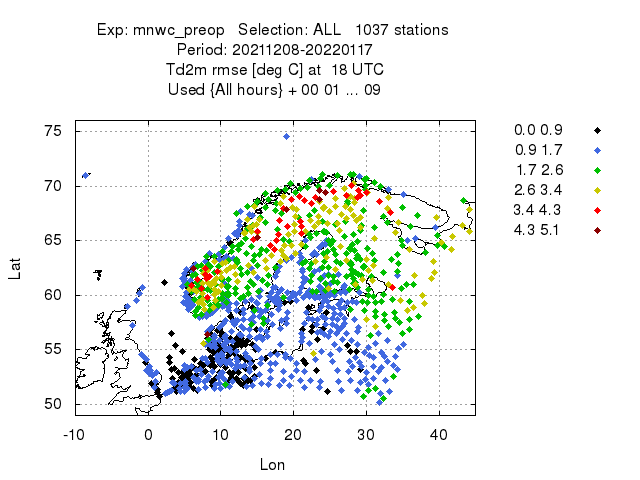 Exp: mnwc_preop   Selection: ALL   1037 stations
Period: 20211208-20220117
Td2m rmse [deg C] at  18 UTC
Used {All hours} + 00 01 ... 09
0.0 0.9
0.9 1.7
1.7 2.6
2.6 3.4
3.4 4.3
4.3 5.1
75
70
65
60
55
50
Lat
-10 0 10 20 30 40
Lon